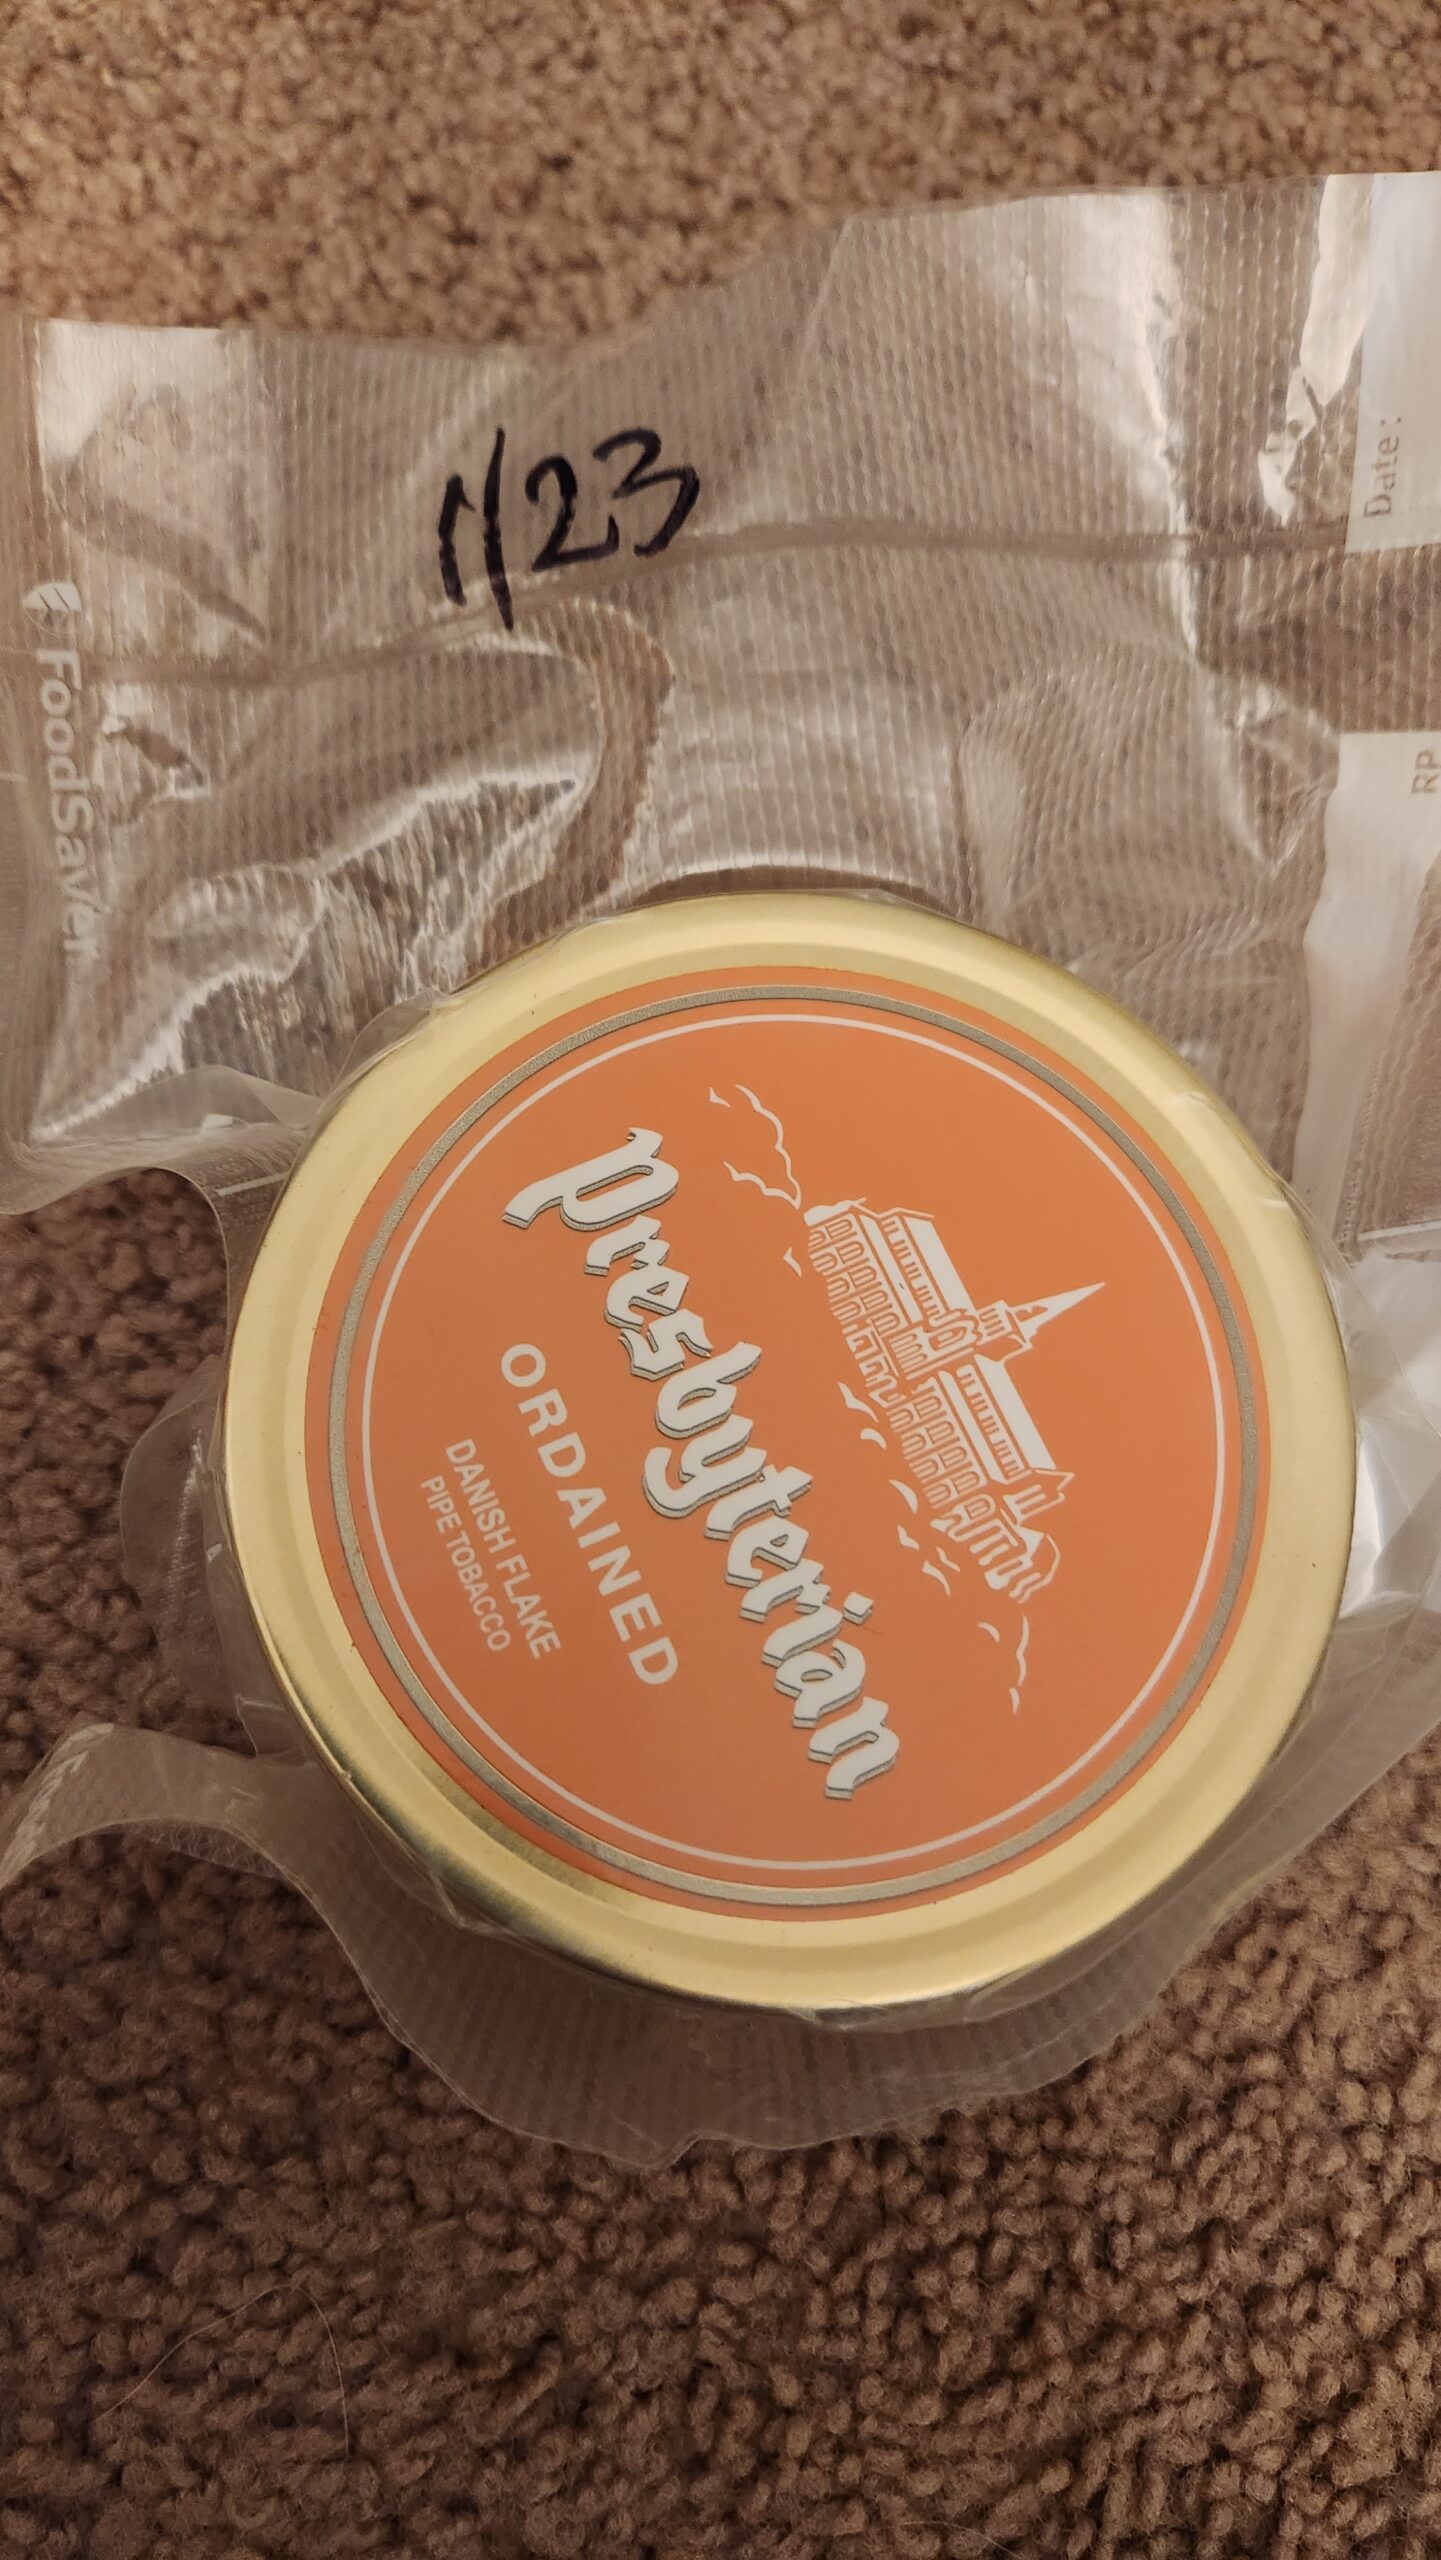 1/23
Date:
RP
FoodSaver
Presbyterian
ORDAINED
DANISH FLAKE
PIPE TOBACCO